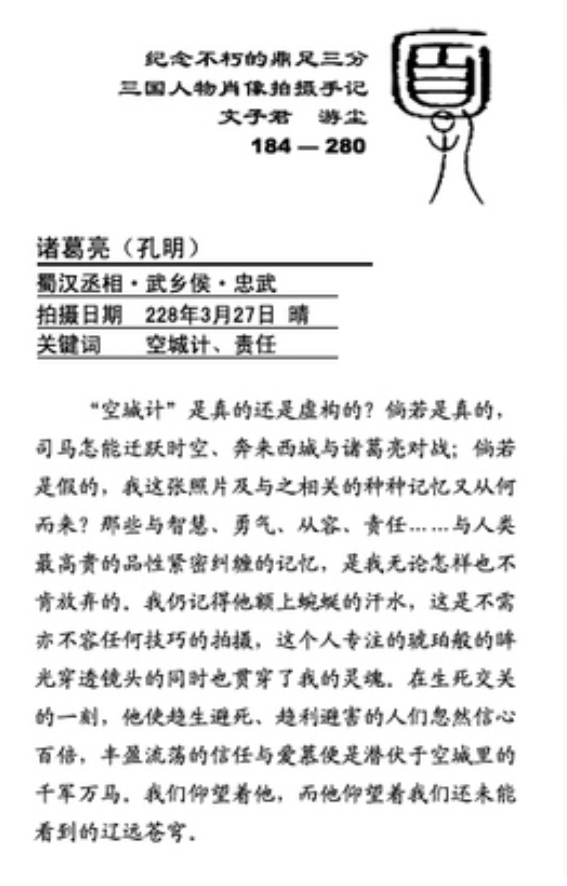 纪念不朽的鼎足三分
三国人物肖像拍摄手记
文子君 游尘
184 — 280
诸葛亮（孔明）
蜀汉丞相·武乡侯·忠武
拍摄日期 228年3月27日 晴
关键词 空城计、责任
“空城计”是真的还是虚构的？倘若是真的，
司马怎能迁跃时空、奔来西城与诸葛亮对战；倘若
是假的，我这张照片及与之相关的种种记忆又从何
而来？那些与智慧、勇气、从容、责任……与人类
最高贵的品性紧密纠缠的记忆，是我无论怎样也不
肯放弃的。我仍记得他额上蜿蜒的汗水，这是不需
亦不容任何技巧的拍摄，这个人专注的琥珀般的眸
光穿透镜头的同时也贯穿了我的灵魂。在生死交关
的一刻，他使趋生避死、趋利避害的人们忽然信心
百倍，丰盈流荡的信任与爱慕便是潜伏于空城里的
千军万马。我们仰望着他，而他仰望着我们还未能
看到的辽远苍穹。